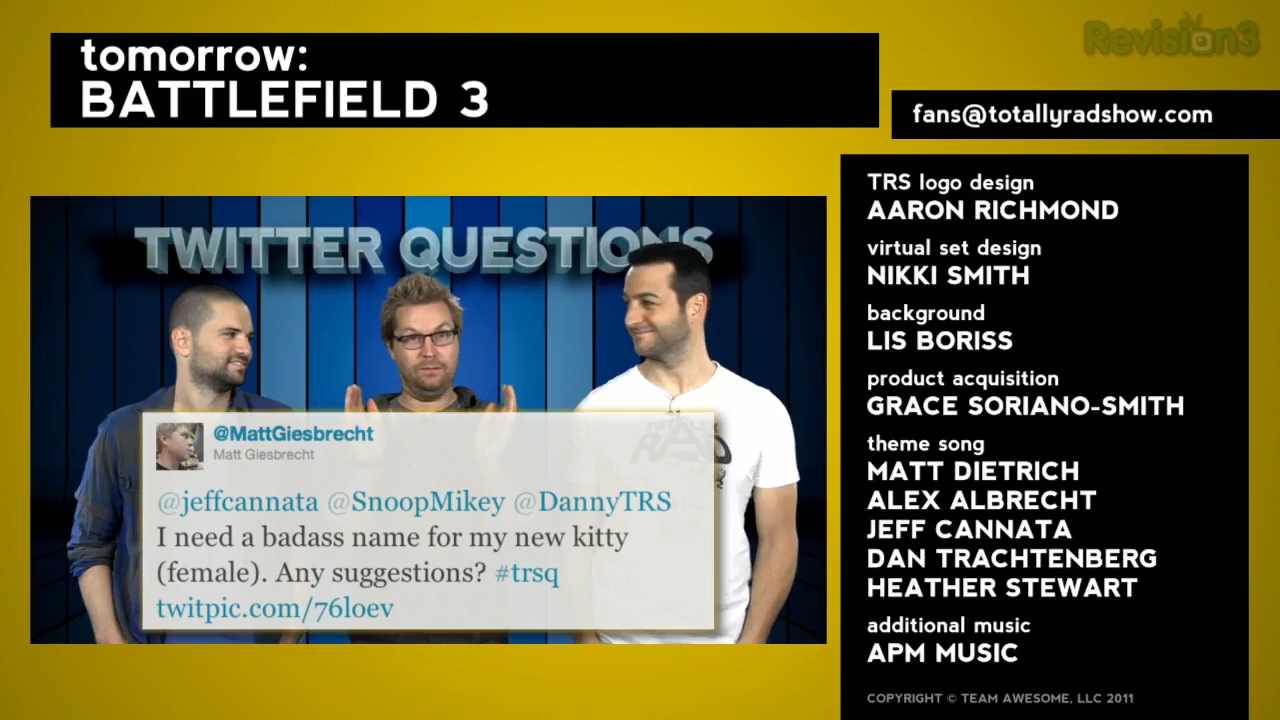 tomorrow:
BATTLEFIELD 3
Revision3
fans@totallyradshow.com
TWITTER QUESTIONS
@MattGiesbrecht
Matt Giesbrecht
@jeffcannata @SnoopMikey @DannyTRS
I need a badass name for my new kitty
(female). Any suggestions? #trsq
twitpic.com/76loev
TRS logo design
AARON RICHMOND
virtual set design
NIKKI SMITH
background
LIS BORISS
product acquisition
GRACE SORIANO-SMITH
theme song
MATT DIETRICH
ALEX ALBRECHT
JEFF CANNATA
DAN TRACHTENBERG
HEATHER STEWART
additional music
APM MUSIC
COPYRIGHT © TEAM AWESOME, LLC 2011